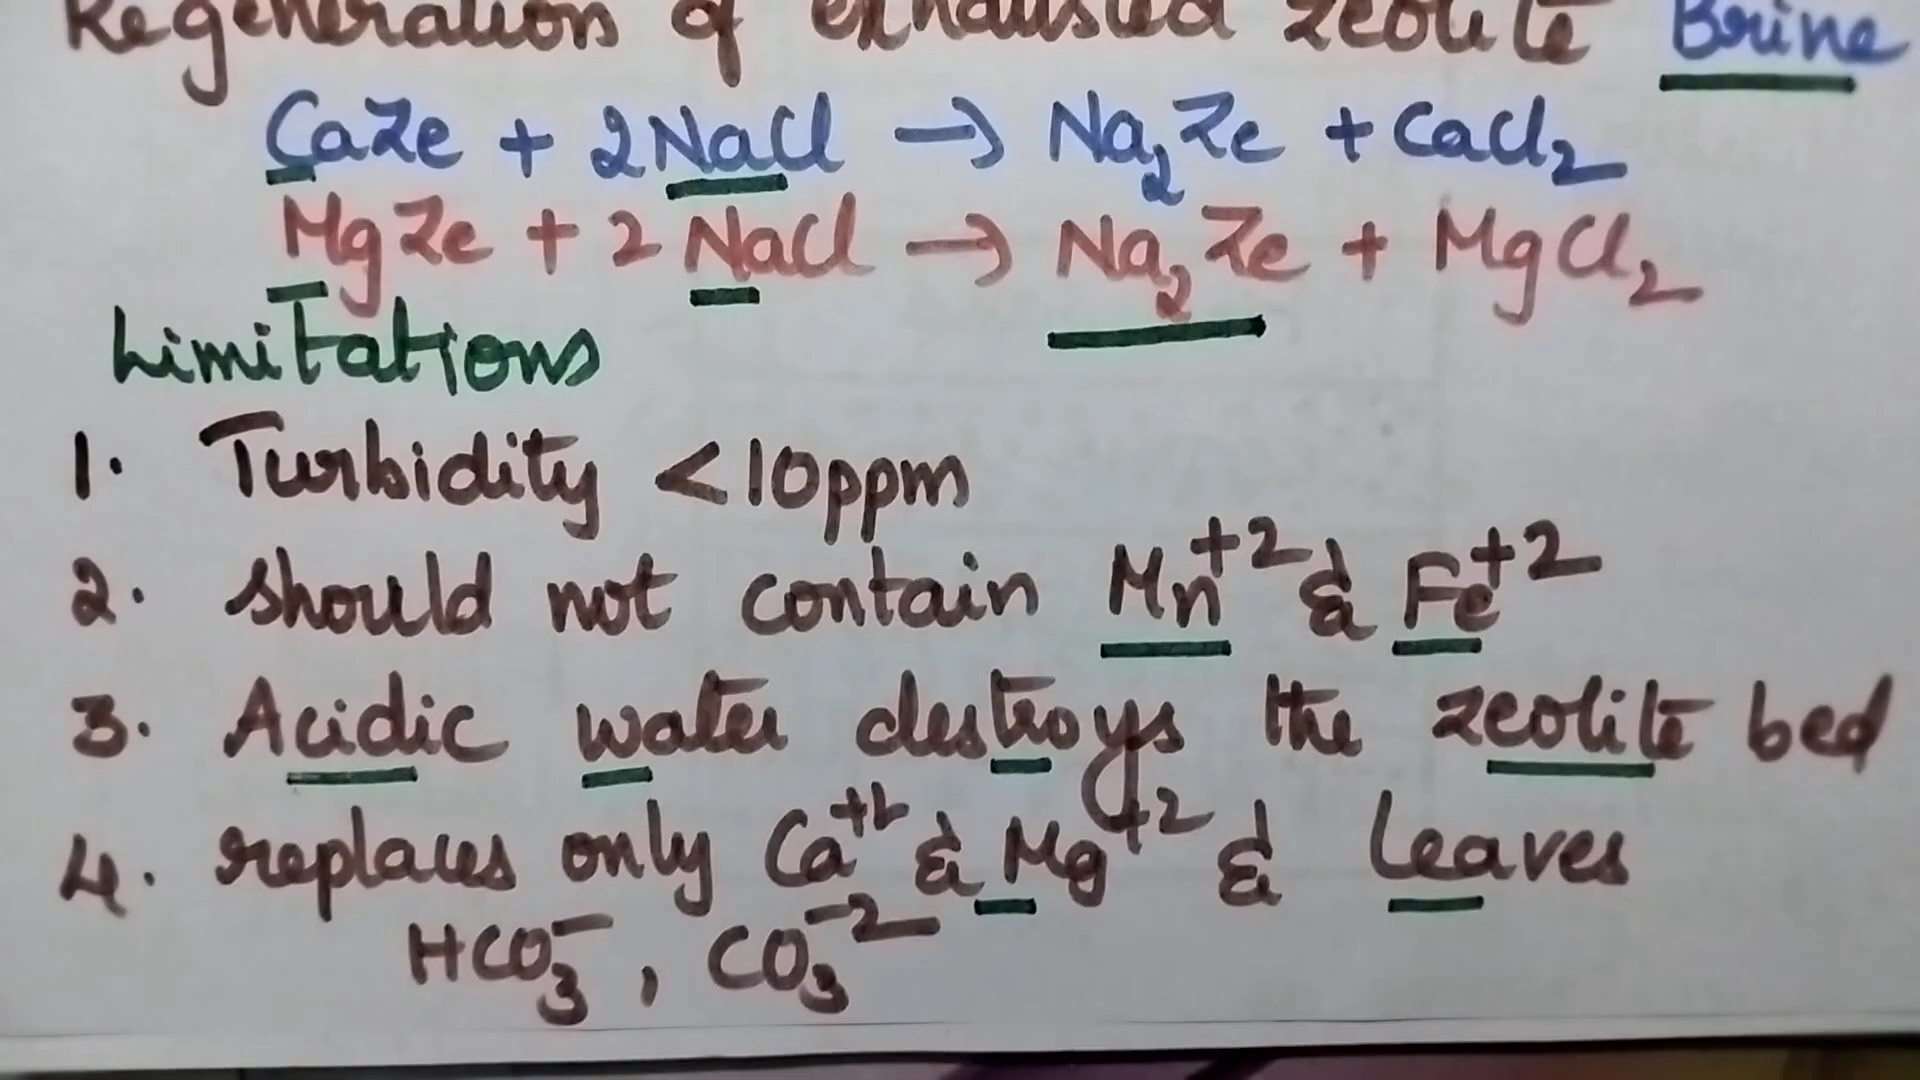 Regeneration of exhausted zeolite Brine
CaZe + 2NaCl → Na₂Ze + CaCl₂
MgZe + 2NaCl → Na₂Ze + MgCl₂
Limitations
1. Turbidity <10ppm
2. should not contain Mn⁺² & Fe⁺²
3. Acidic water destroys the zeolite bed
4. replaces only Ca⁺² & Mg⁺² & leaves
HCO₃⁻, CO₃⁻²